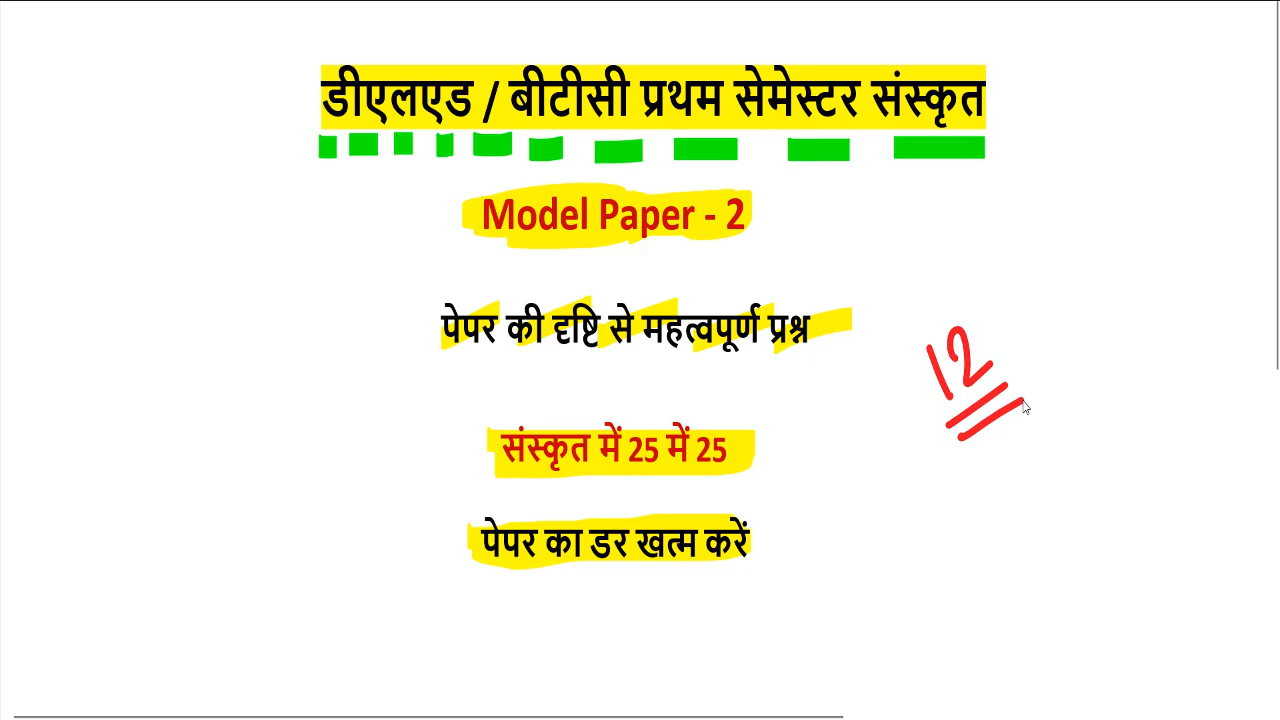 डीएलएड / बीटीसी प्रथम सेमेस्टर संस्कृत
Model Paper - 2
पेपर की दृष्टि से महत्वपूर्ण प्रश्न
12
संस्कृत में 25 में 25
पेपर का डर खत्म करें